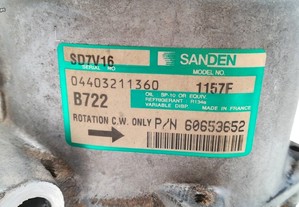 SANDEN
SD7V16
SERIAL NO. MODEL NO.
04403211360 1157F
B722 OIL SP-10 OR EQUIV.
REFRIGERANT R134a
VARIABLE DISP. MADE IN FRANCE
ROTATION C.W. ONLY P/N 60653652